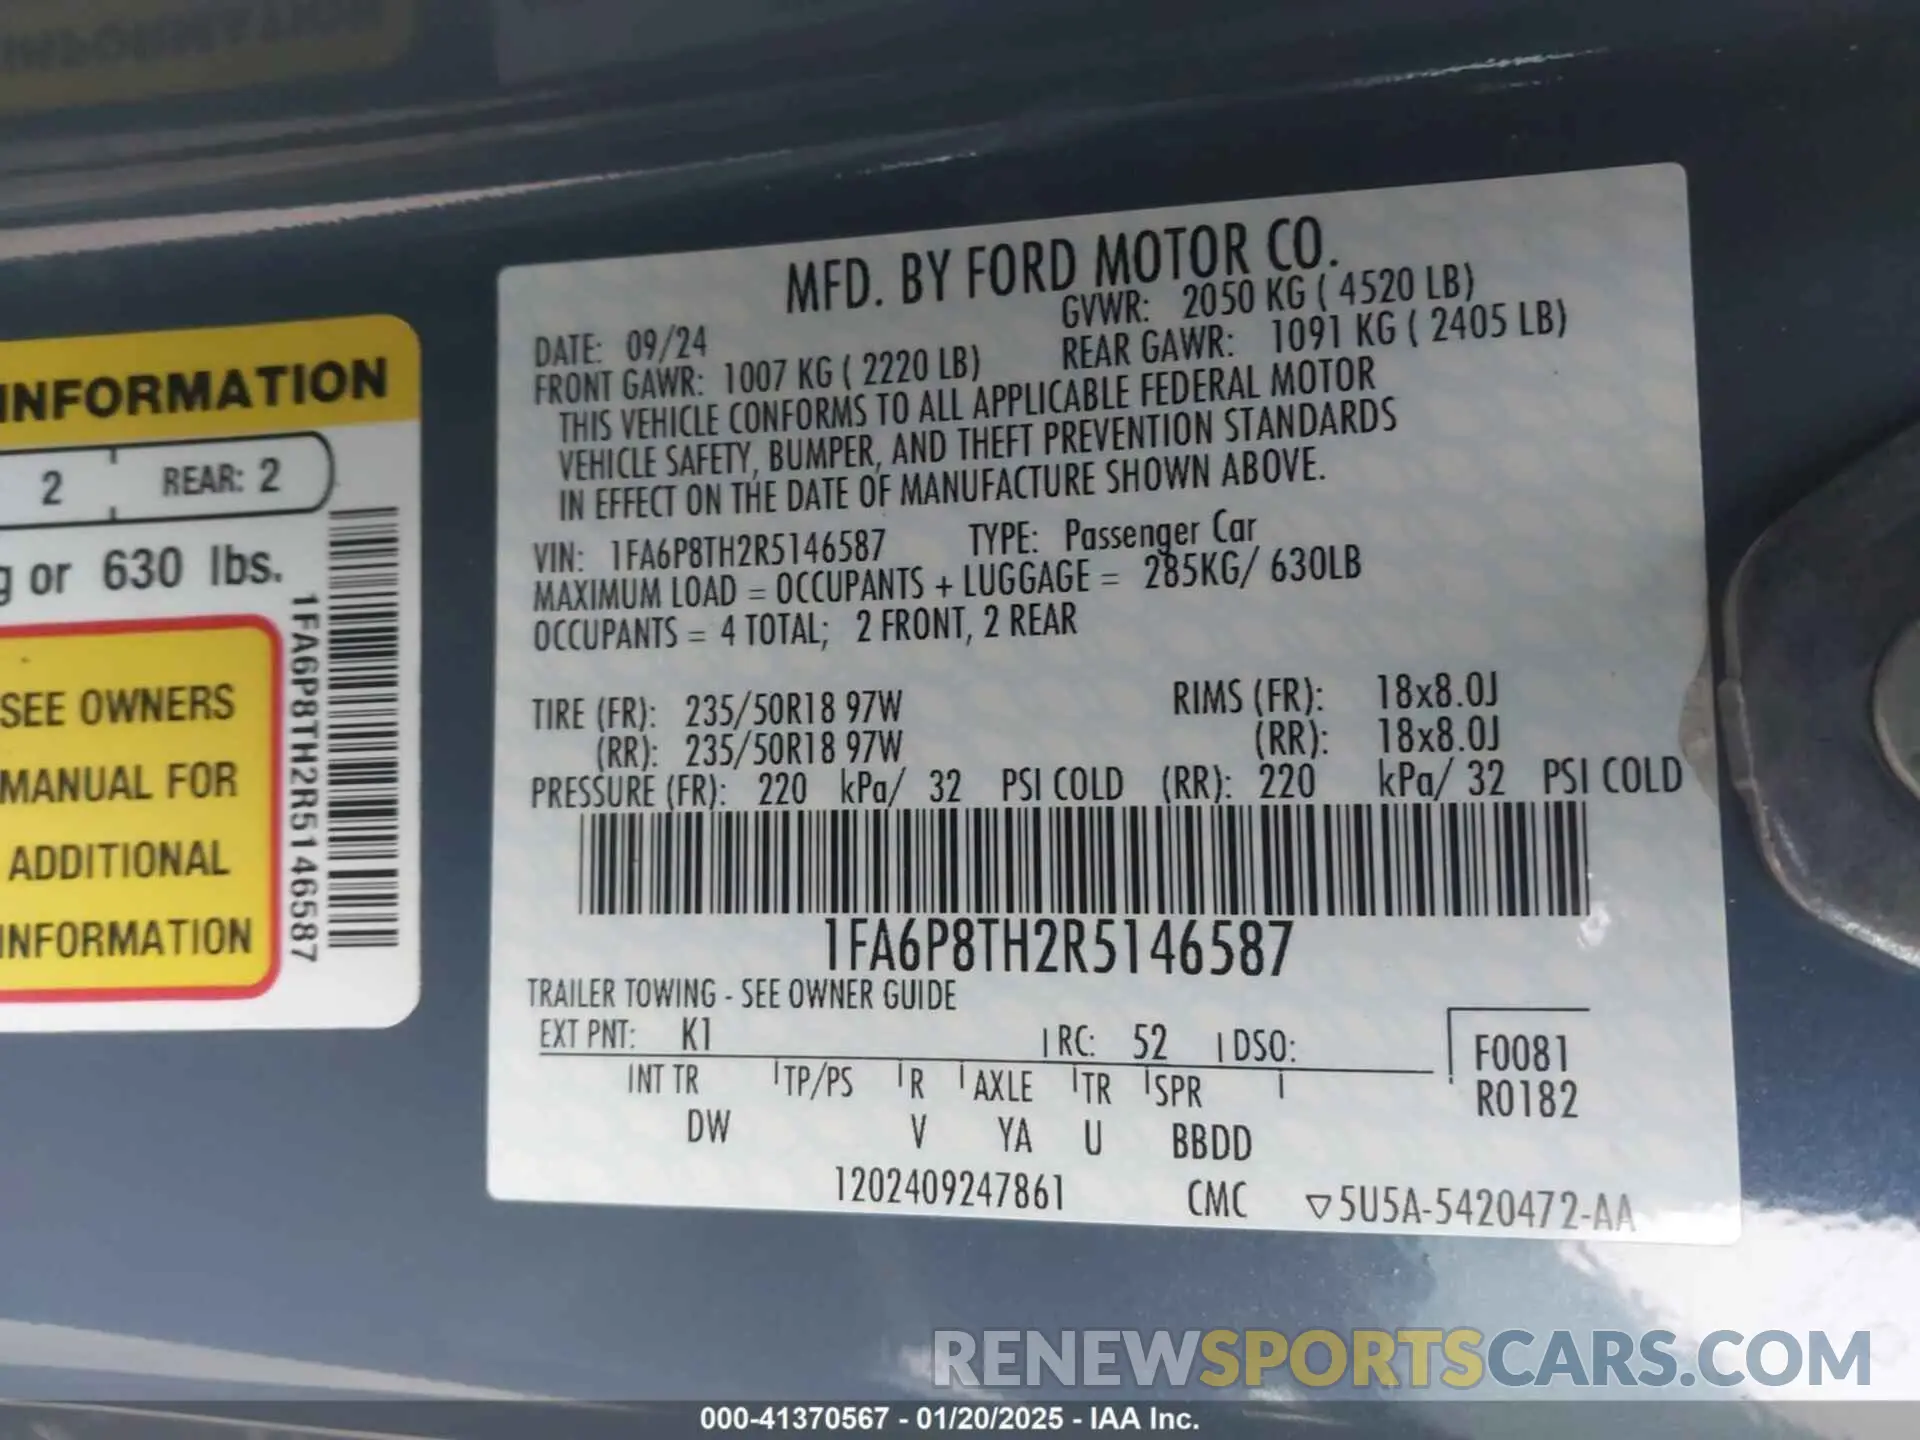 INFORMATION
2 REAR: 2
g or 630 lbs.
SEE OWNERS
MANUAL FOR
ADDITIONAL
INFORMATION
1FA6P8TH2R5146587
MFD. BY FORD MOTOR CO.
DATE: 09/24 GVWR: 2050 KG ( 4520 LB)
FRONT GAWR: 1007 KG ( 2220 LB) REAR GAWR: 1091 KG ( 2405 LB)
THIS VEHICLE CONFORMS TO ALL APPLICABLE FEDERAL MOTOR
VEHICLE SAFETY, BUMPER, AND THEFT PREVENTION STANDARDS
IN EFFECT ON THE DATE OF MANUFACTURE SHOWN ABOVE.
VIN: 1FA6P8TH2R5146587 TYPE: Passenger Car
MAXIMUM LOAD = OCCUPANTS + LUGGAGE = 285KG/ 630LB
OCCUPANTS = 4 TOTAL; 2 FRONT, 2 REAR
TIRE (FR): 235/50R18 97W RIMS (FR): 18x8.0J
(RR): 235/50R18 97W (RR): 18x8.0J
PRESSURE (FR): 220 kPa/ 32 PSI COLD (RR): 220 kPa/ 32 PSI COLD
1FA6P8TH2R5146587
TRAILER TOWING - SEE OWNER GUIDE
EXT PNT: K1 RC: 52 DSO: F0081
INT TR TP/PS R AXLE TR SPR R0182
DW V YA U BBDD
1202409247861 CMC ▽5U5A-5420472-AA
RENEWSPORTSCARS.COM
000-41370567 - 01/20/2025 - IAA Inc.